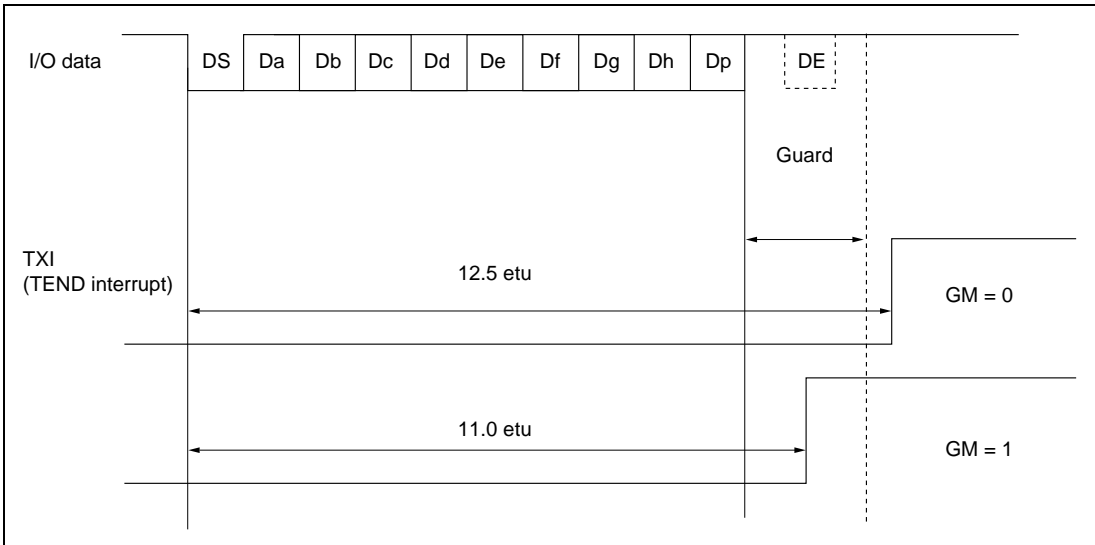 I/O data
DS Da Db Dc Dd De Df Dg Dh Dp DE
Guard
TXI
(TEND interrupt)
12.5 etu
GM = 0
11.0 etu
GM = 1